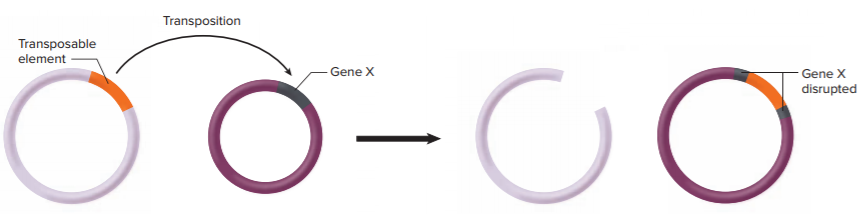 Transposition
Transposable
element
Gene X
Gene X
disrupted